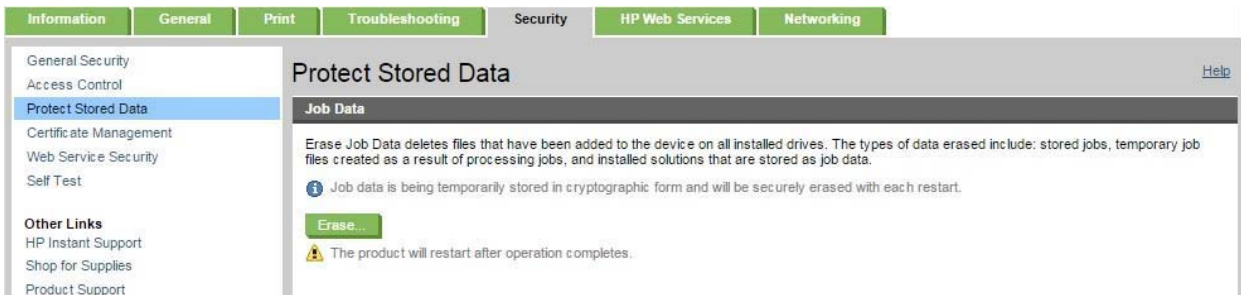 Information General Print Troubleshooting Security HP Web Services Networking
General Security
Access Control
Protect Stored Data
Certificate Management
Web Service Security
Self Test
Other Links
HP Instant Support
Shop for Supplies
Product Support
Protect Stored Data
Help
Job Data
Erase Job Data deletes files that have been added to the device on all installed drives. The types of data erased include: stored jobs, temporary job
files created as a result of processing jobs, and installed solutions that are stored as job data.
Job data is being temporarily stored in cryptographic form and will be securely erased with each restart.
Erase...
The product will restart after operation completes.